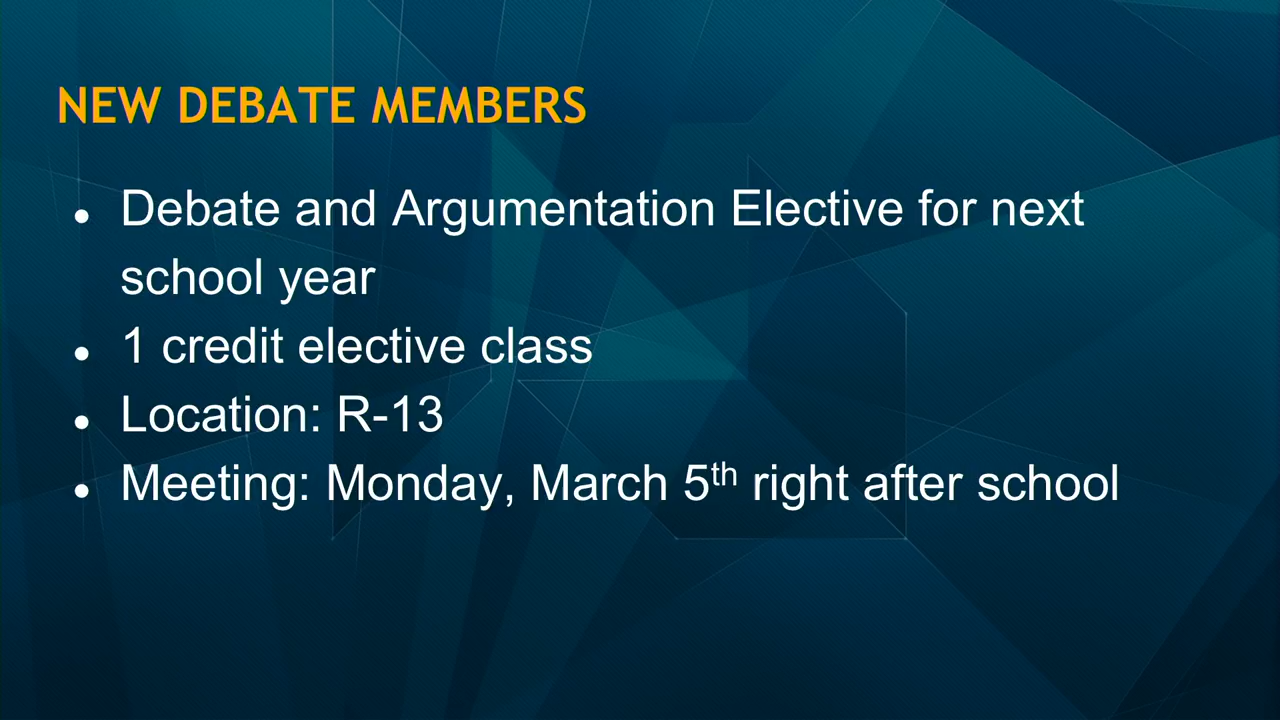 NEW DEBATE MEMBERS
● Debate and Argumentation Elective for next
school year
● 1 credit elective class
● Location: R-13
● Meeting: Monday, March 5th right after school